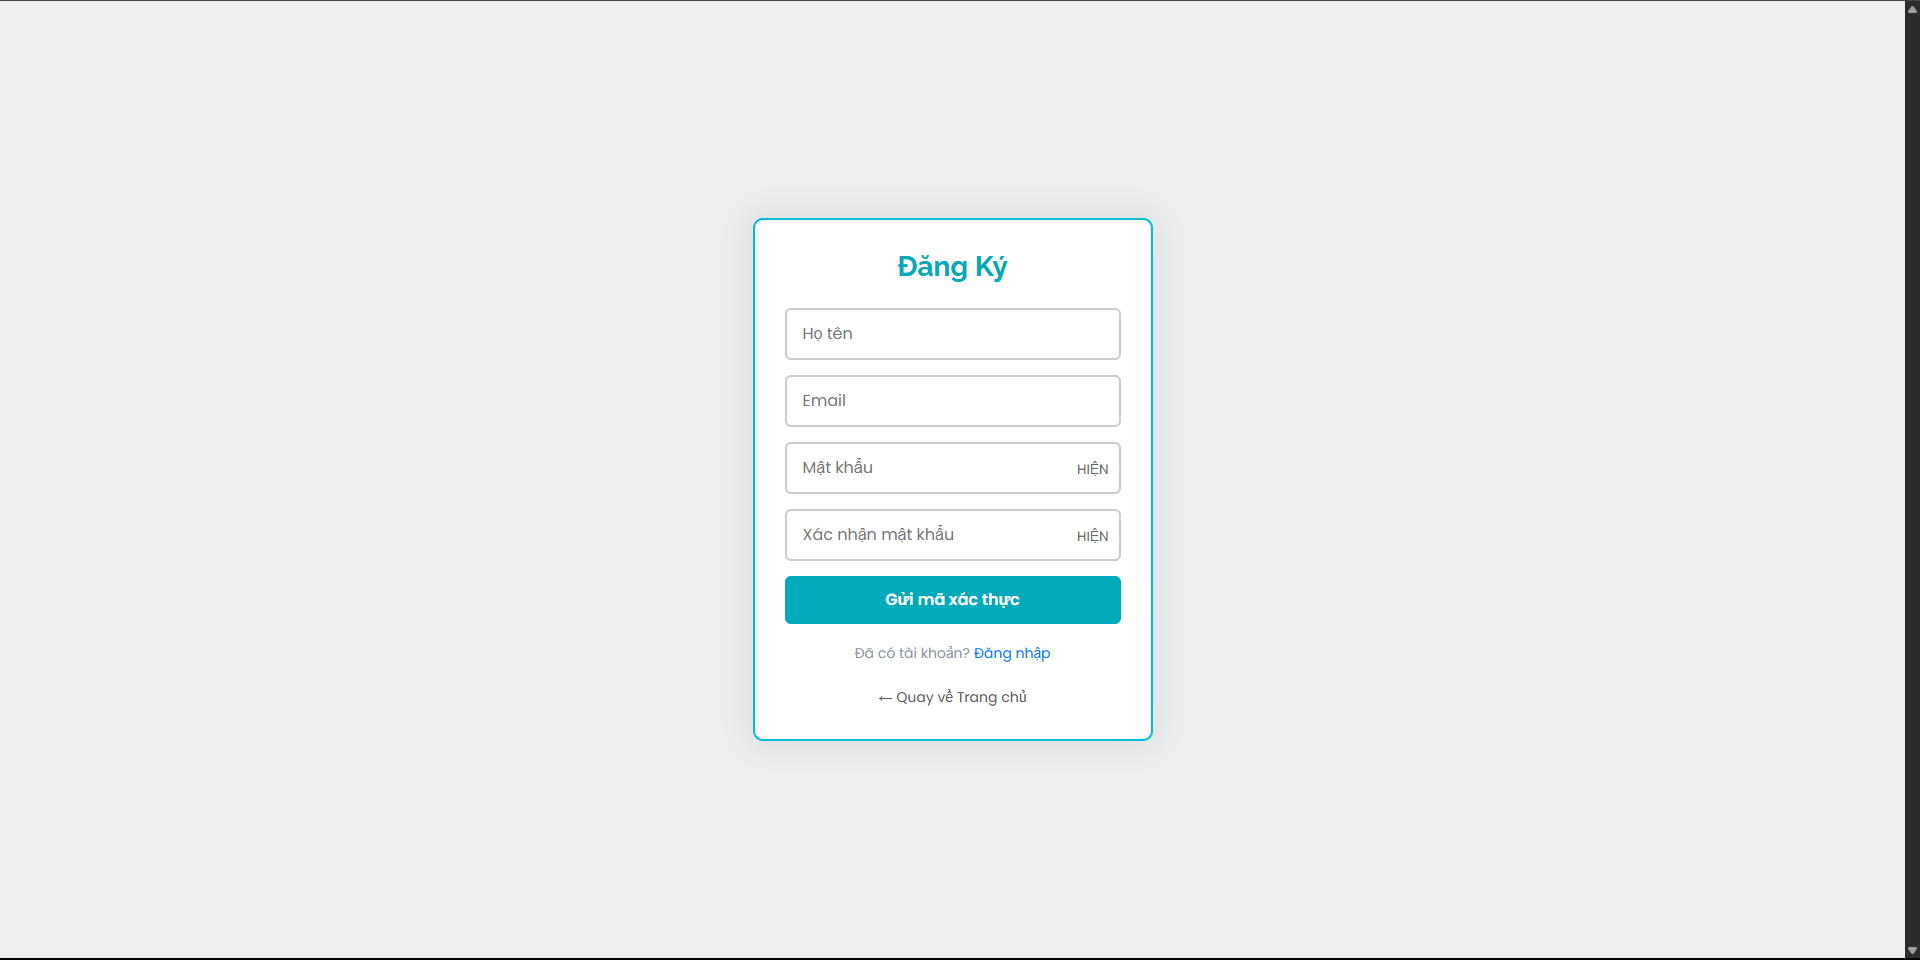 Đăng Ký
Họ tên
Email
Mật khẩu HIỆN
Xác nhận mật khẩu HIỆN
Gửi mã xác thực
Đã có tài khoản? Đăng nhập
← Quay về Trang chủ